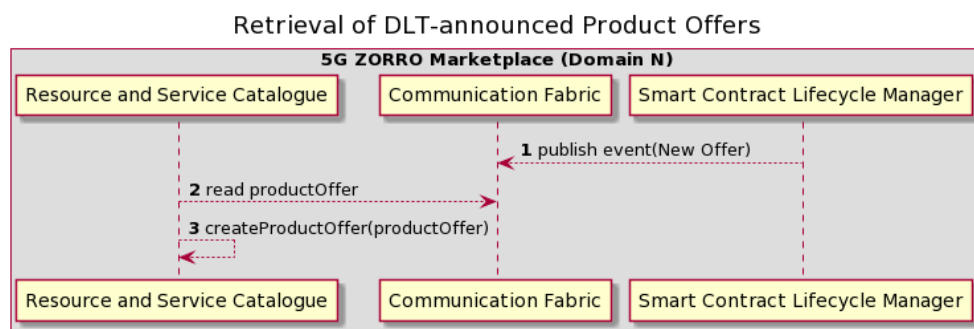 Retrieval of DLT-announced Product Offers
5G ZORRO Marketplace (Domain N)
Resource and Service Catalogue
Communication Fabric
Smart Contract Lifecycle Manager
1 publish event(New Offer)
2 read productOffer
3 createProductOffer(productOffer)
Resource and Service Catalogue
Communication Fabric
Smart Contract Lifecycle Manager